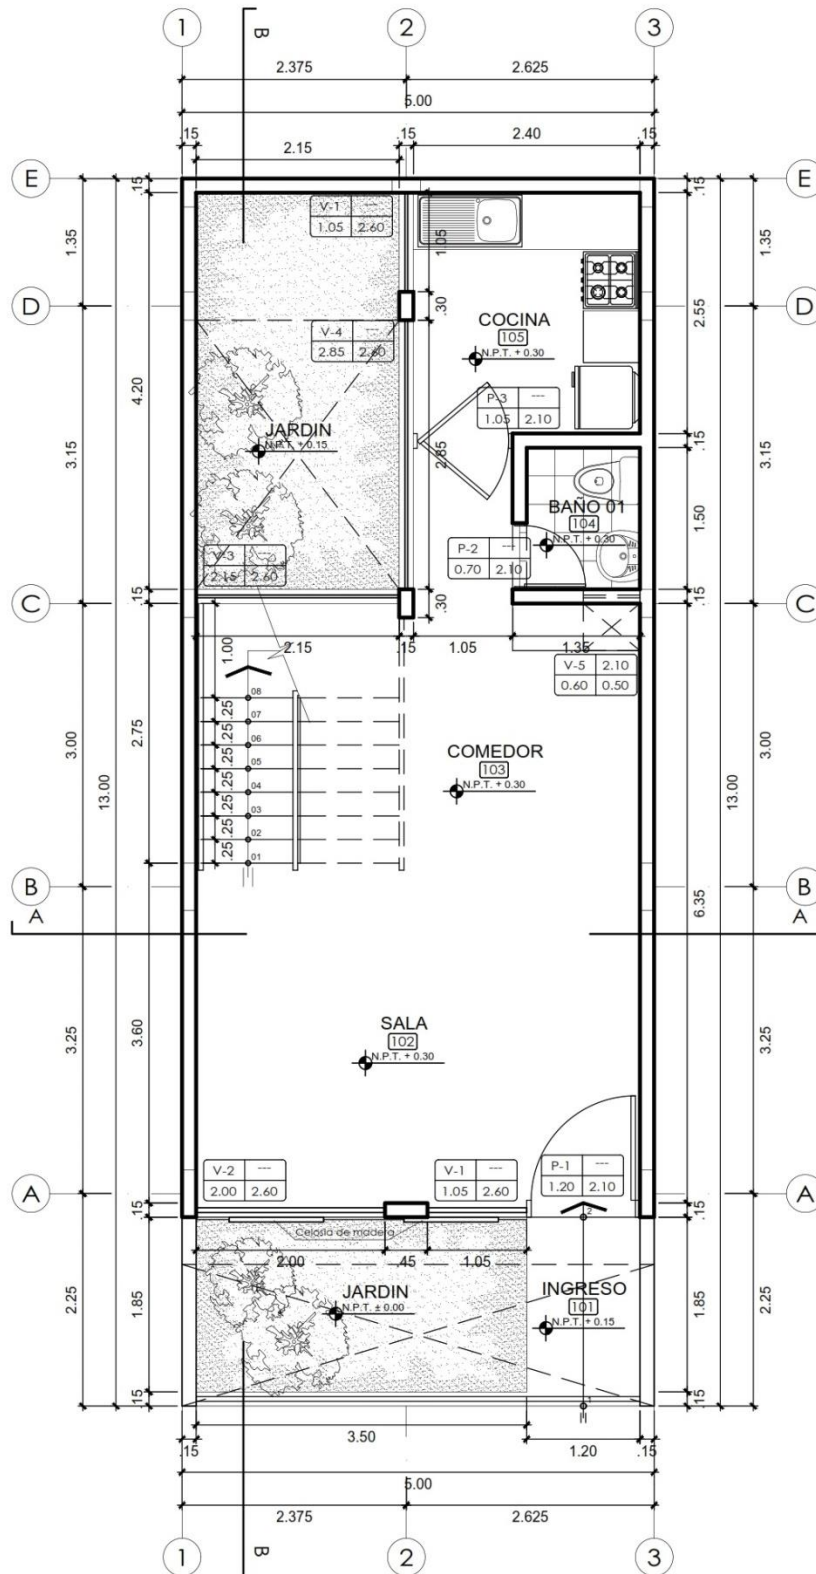 1 B 2 3
2.375 2.625
5.00
.15 .15 2.40 .15
2.15
E .15 .15 E
V-1 ---
1.05 2.60
1.05
1.35 1.35
D .30 D
COCINA
105
N.P.T. + 0.30
2.55
V-4 ---
2.85 2.60
4.20
P-3 ---
1.05 2.10
JARDIN
N.P.T. + 0.15
2.85
3.15 .15 3.15
BAÑO 01
104
N.P.T. + 0.30
1.50
P-2 ---
0.70 2.10
V-3 ---
2.15 2.60
C .15 .30 .15 C
2.15 .15 1.05 1.35
1.00
V-5 2.10
0.60 0.50
08
.25 07
.25 06
.25 05
.25 04
.25 03
.25 02
.25 01
2.75
3.00 3.00
COMEDOR
103
N.P.T. + 0.30
13.00 13.00
B B
A A
6.35
SALA
102
N.P.T. + 0.30
3.25 3.60 3.25
V-2 ---
2.00 2.60
V-1 ---
1.05 2.60
P-1 ---
1.20 2.10
A .15 .15 A
2
Celosia de madera
2.00 .45 1.05
JARDIN
N.P.T. ± 0.00
INGRESO
101
N.P.T. + 0.15
2.25 1.85 1.85 2.25
.15 1 .15
3.50
.15 1.20 .15
5.00
2.375 2.625
1 B 2 3